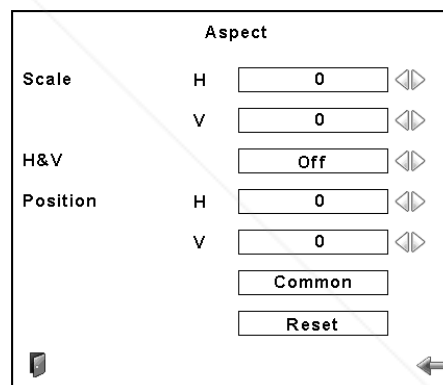 Aspect
Scale H 0
V 0
H&V Off
Position H 0
V 0
Common
Reset